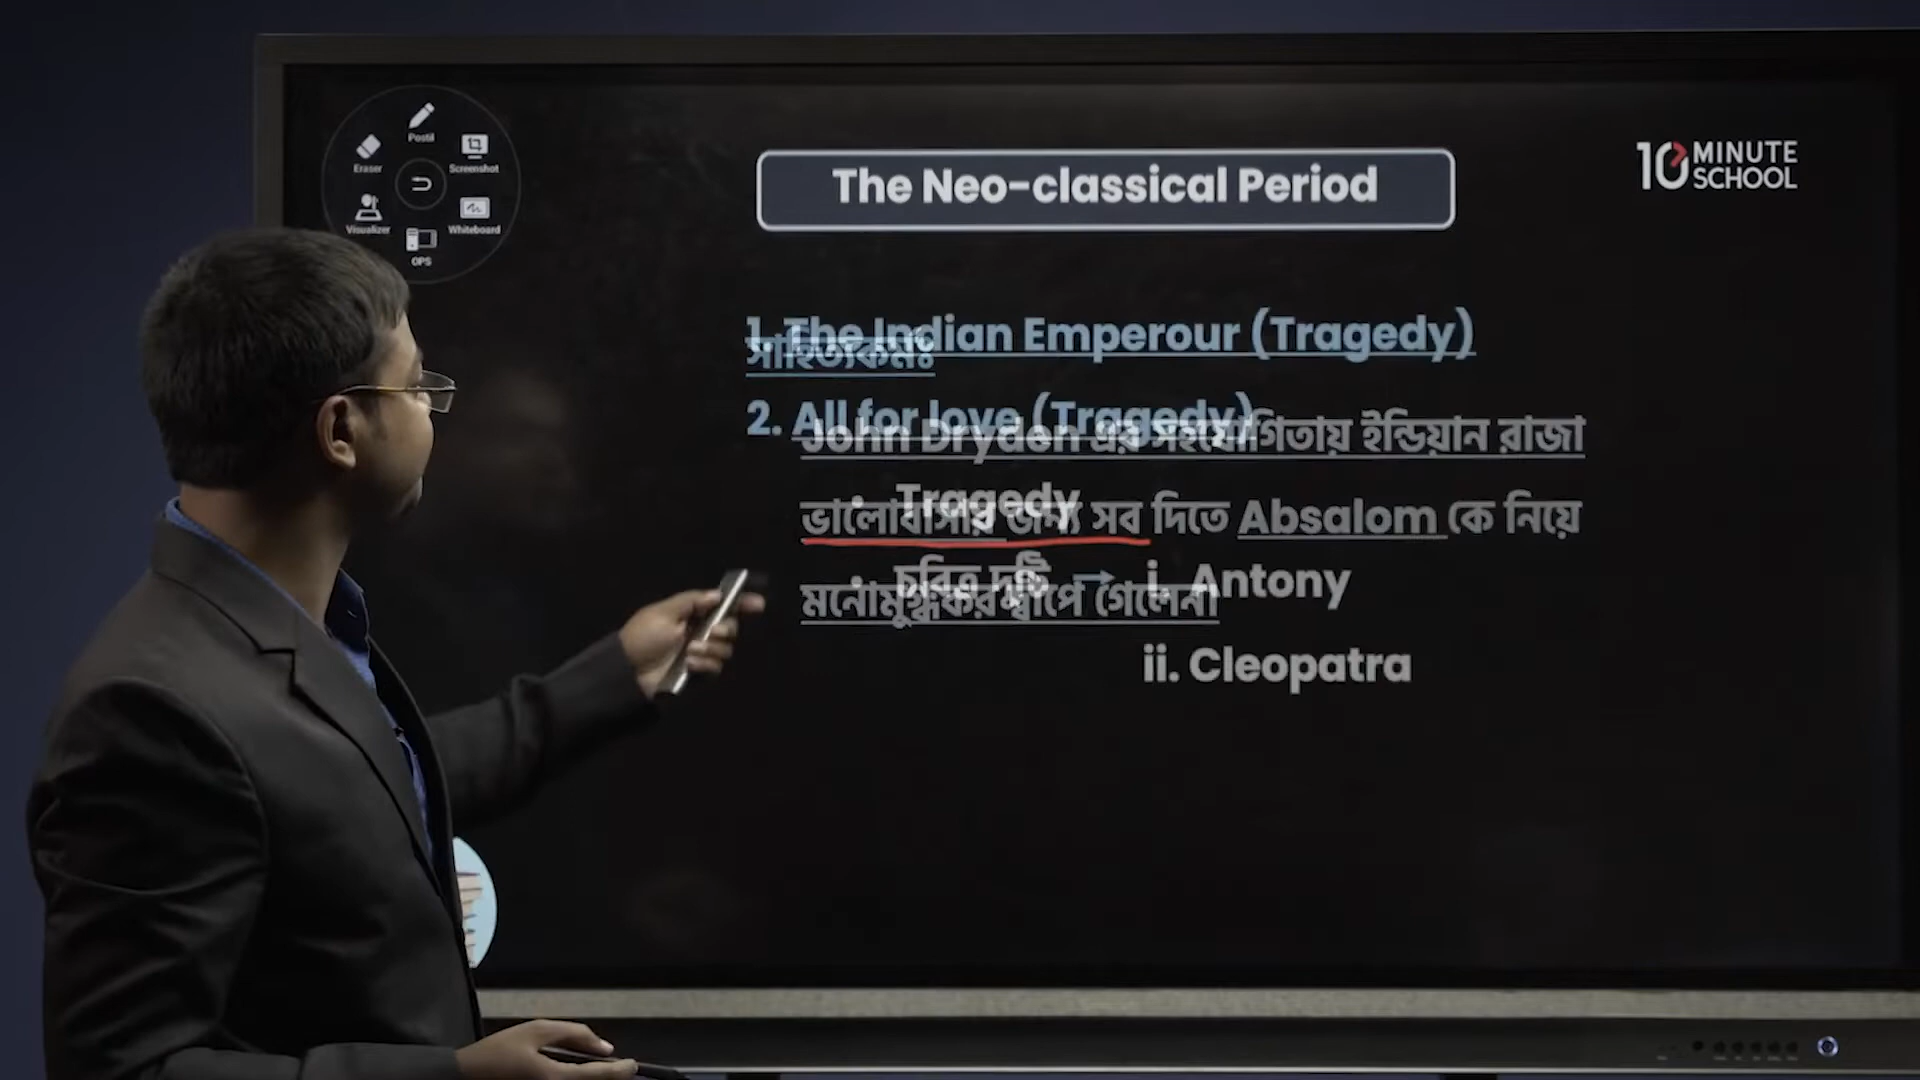 Postil
Eraser
Screenshot
Visualizer
Whiteboard
OPS
The Neo-classical Period
10 MINUTE SCHOOL
1. The Indian Emperour (Tragedy)
সাহিত্যকর্মঃ
2. All for love (Tragedy)
John Dryden এর সহযোগিতায় ইন্ডিয়ান রাজা
• Tragedy
ভালোবাসার জন্য সব দিতে Absalom কে নিয়ে
• চরিত্র দুটি → i. Antony
মনোমুগ্ধকর দ্বীপে গেলেন।
ii. Cleopatra